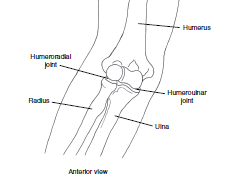 Humerus
Humeroradial
joint
Radius
Humeroulnar
joint
Ulna
Anterior view